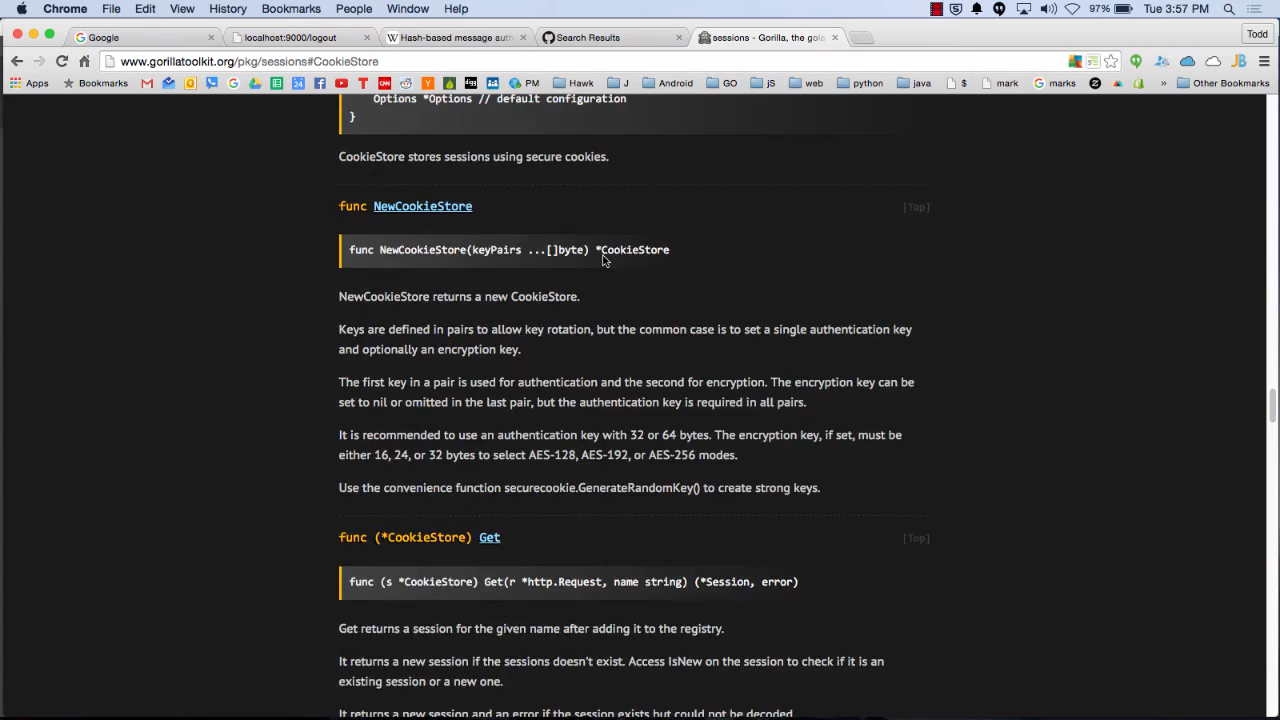 Chrome File Edit View History Bookmarks People Window Help 97% Tue 3:57 PM
Google localhost:9000/logout Hash-based message auth Search Results sessions - Gorilla, the gola Todd
www.gorillatoolkit.org/pkg/sessions#CookieStore
Apps Bookmarks PM Hawk J Android GO jS web python java $ mark marks » Other Bookmarks
Options *Options // default configuration
}
CookieStore stores sessions using secure cookies.
func NewCookieStore [Top]
func NewCookieStore(keyPairs ...[]byte) *CookieStore
NewCookieStore returns a new CookieStore.
Keys are defined in pairs to allow key rotation, but the common case is to set a single authentication key
and optionally an encryption key.
The first key in a pair is used for authentication and the second for encryption. The encryption key can be
set to nil or omitted in the last pair, but the authentication key is required in all pairs.
It is recommended to use an authentication key with 32 or 64 bytes. The encryption key, if set, must be
either 16, 24, or 32 bytes to select AES-128, AES-192, or AES-256 modes.
Use the convenience function securecookie.GenerateRandomKey() to create strong keys.
func (*CookieStore) Get [Top]
func (s *CookieStore) Get(r *http.Request, name string) (*Session, error)
Get returns a session for the given name after adding it to the registry.
It returns a new session if the sessions doesn't exist. Access IsNew on the session to check if it is an
existing session or a new one.
It returns a new session and an error if the session exists but could not be decoded.